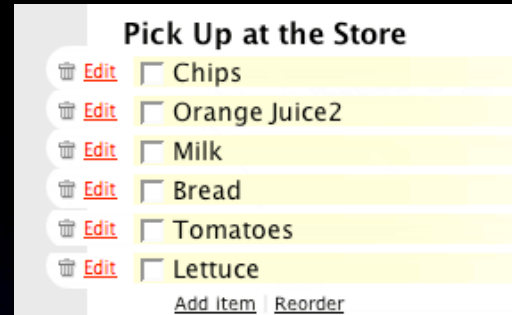 Pick Up at the Store
Edit Chips
Edit Orange Juice2
Edit Milk
Edit Bread
Edit Tomatoes
Edit Lettuce
Add item Reorder